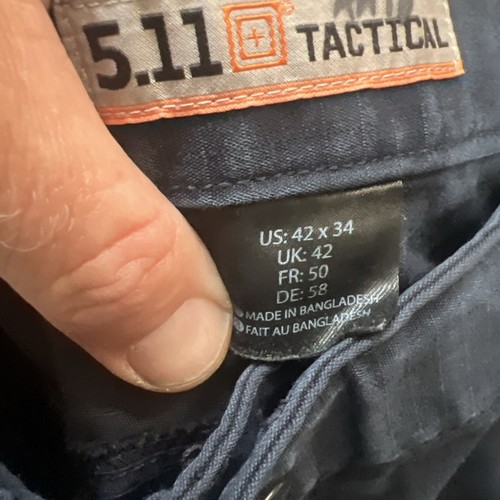 5.11 TACTICAL
US: 42 x 34
UK: 42
FR: 50
DE: 58
MADE IN BANGLADESH
FAIT AU BANGLADESH